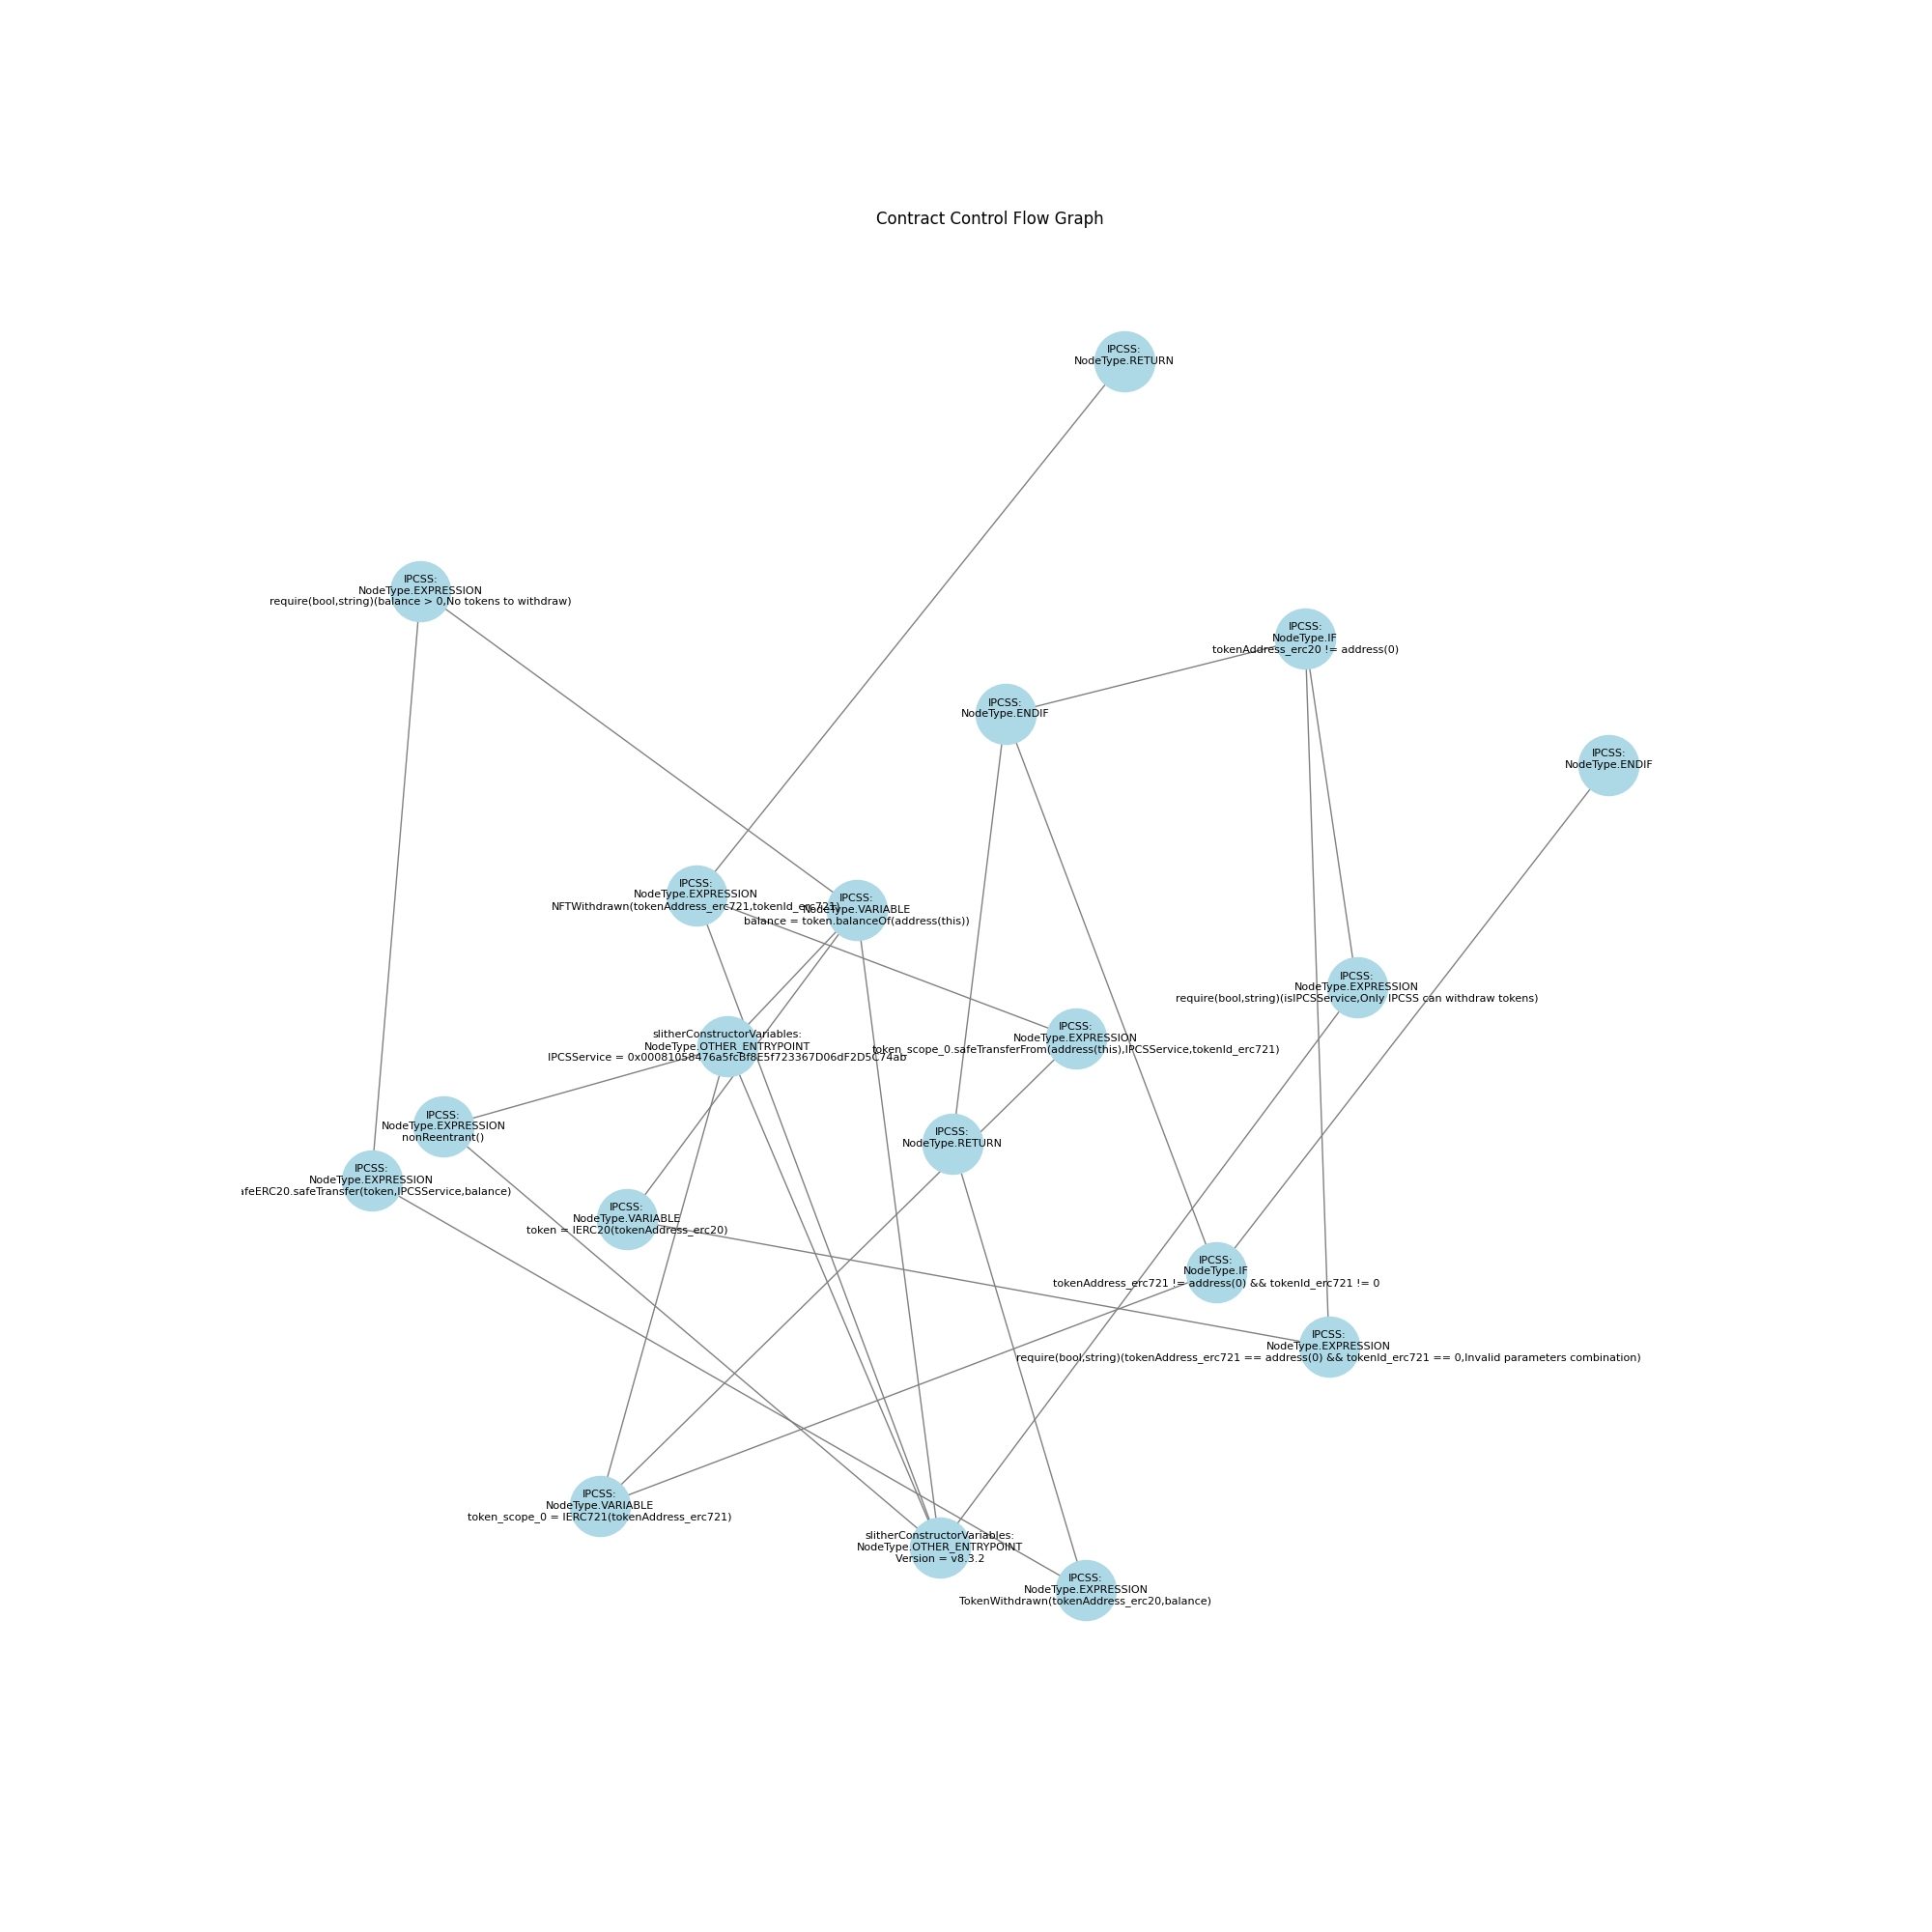 Contract Control Flow Graph
IPCSS:
NodeType.RETURN
IPCSS:
NodeType.EXPRESSION
require(bool,string)(balance > 0,No tokens to withdraw)
IPCSS:
NodeType.IF
tokenAddress_erc20 != address(0)
IPCSS:
NodeType.ENDIF
IPCSS:
NodeType.ENDIF
IPCSS:
NodeType.EXPRESSION
NFTWithdrawn(tokenAddress_erc721,tokenId_erc721)
IPCSS:
NodeType.VARIABLE
balance = token.balanceOf(address(this))
IPCSS:
NodeType.EXPRESSION
require(bool,string)(isIPCSService,Only IPCSS can withdraw tokens)
slitherConstructorVariables:
NodeType.OTHER_ENTRYPOINT
IPCSService = 0x00081058476a5fcBf8E5f723367D06dF2D5C74ab
IPCSS:
NodeType.EXPRESSION
token_scope_0.safeTransferFrom(address(this),IPCSService,tokenId_erc721)
IPCSS:
NodeType.EXPRESSION
nonReentrant()
IPCSS:
NodeType.RETURN
IPCSS:
NodeType.EXPRESSION
afeERC20.safeTransfer(token,IPCSService,balance)
IPCSS:
NodeType.VARIABLE
token = IERC20(tokenAddress_erc20)
IPCSS:
NodeType.IF
tokenAddress_erc721 != address(0) && tokenId_erc721 != 0
IPCSS:
NodeType.EXPRESSION
require(bool,string)(tokenAddress_erc721 == address(0) && tokenId_erc721 == 0,Invalid parameters combination)
IPCSS:
NodeType.VARIABLE
token_scope_0 = IERC721(tokenAddress_erc721)
slitherConstructorVariables:
NodeType.OTHER_ENTRYPOINT
Version = v8.3.2
IPCSS:
NodeType.EXPRESSION
TokenWithdrawn(tokenAddress_erc20,balance)